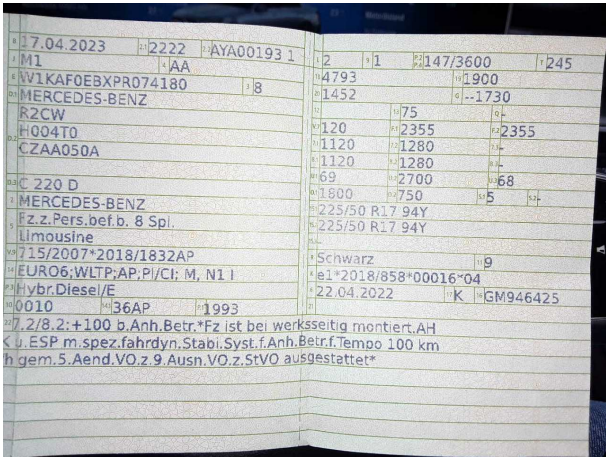 17.04.2023 2222 AYA00193 1
M1 AA
W1KAF0EBXPR074180 8
MERCEDES-BENZ
R2CW
H004T0
CZAA050A
C 220 D
MERCEDES-BENZ
Fz.z.Pers.bef.b. 8 Spl.
Limousine
715/2007*2018/1832AP
EURO6;WLTP;AP;PI/CI; M, N1 I
Hybr.Diesel/E
0010 36AP 1993
2 1 147/3600 245
4793 1900
1452 --1730
75 -
120 2355 2355
1120 1280 -
1120 1280 -
69 2700 68
1800 750 5 -
225/50 R17 94Y
225/50 R17 94Y
-
Schwarz 9
e1*2018/858*00016*04
22.04.2022 K GM946425
7.2/8.2:+100 b.Anh.Betr.*Fz ist bei werksseitig montiert.AH
K u.ESP m.spez.fahrdyn.Stabi.Syst.f.Anh.Betr.f.Tempo 100 km
/h gem.5.Aend.VO.z.9.Ausn.VO.z.StVO ausgestattet*